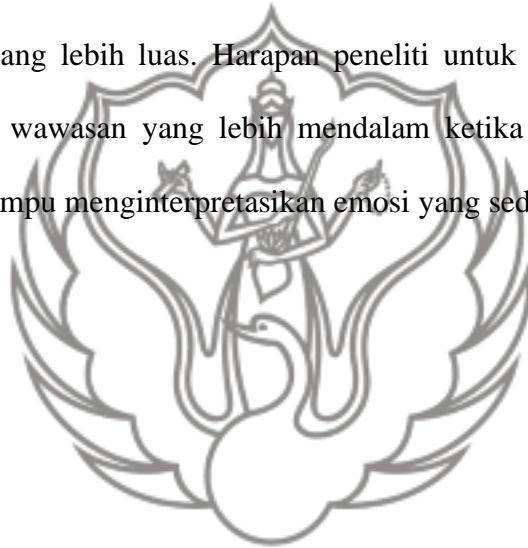 ang lebih luas. Harapan peneliti untuk
wawasan yang lebih mendalam ketika
mpu menginterpretasikan emosi yang sed